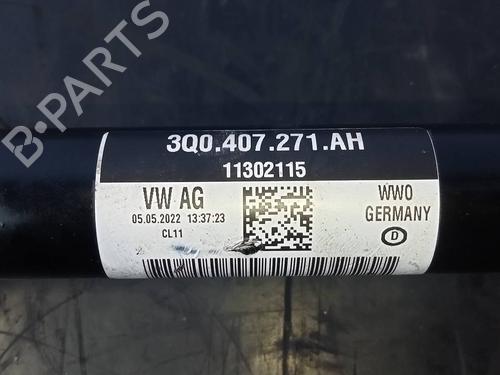 B-PARTS
3Q0.407.271.AH
11302115
VW AG
05.05.2022 13:37:23
CL11
WWO
GERMANY
D